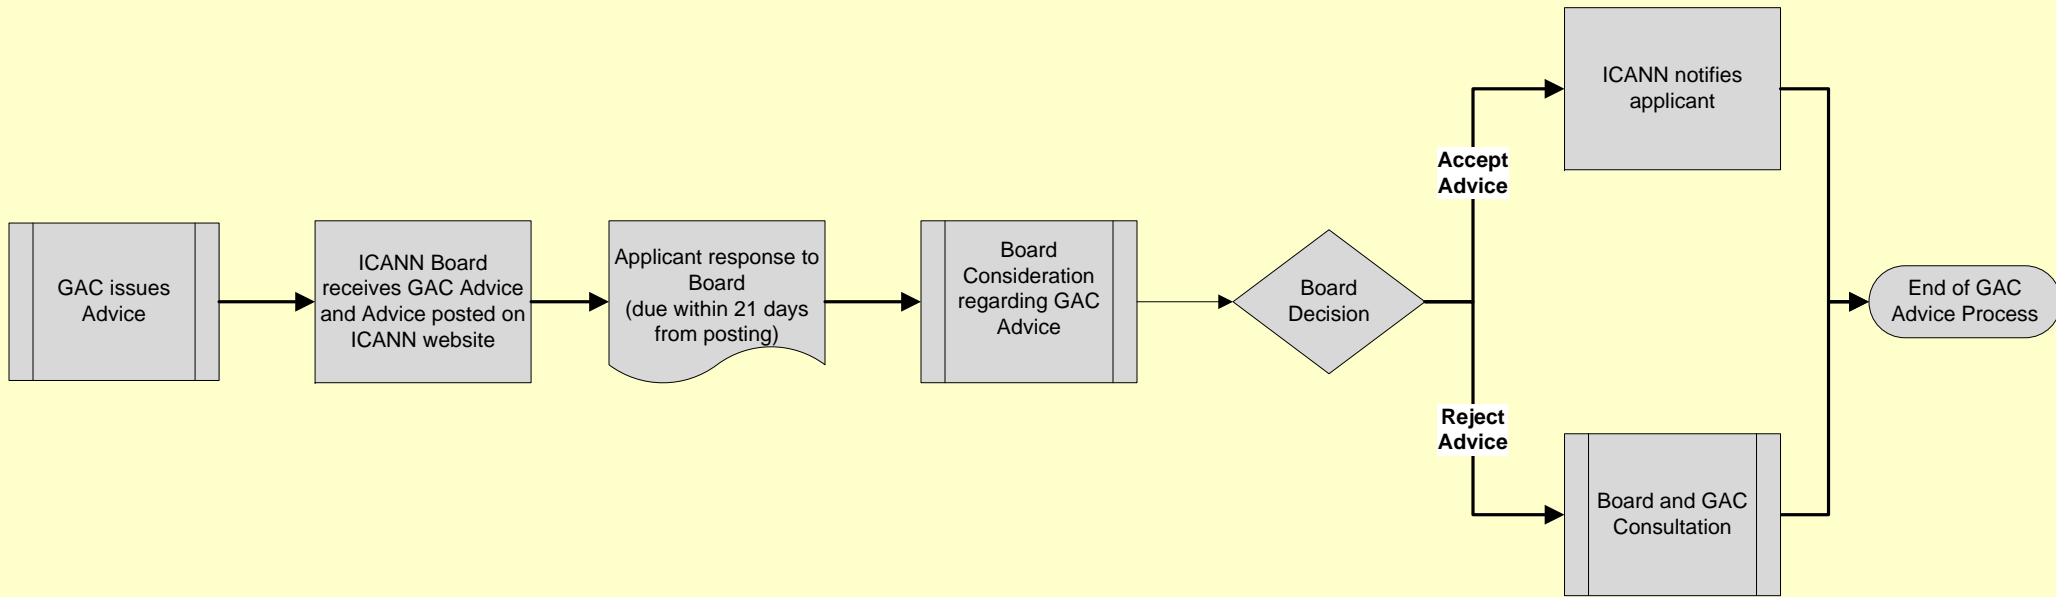 GAC issues
Advice
ICANN Board
receives GAC Advice
and Advice posted on
ICANN website
Applicant response to
Board
(due within 21 days
from posting)
Board
Consideration
regarding GAC
Advice
Board
Decision
Accept
Advice
ICANN notifies
applicant
Reject
Advice
Board and GAC
Consultation
End of GAC
Advice Process